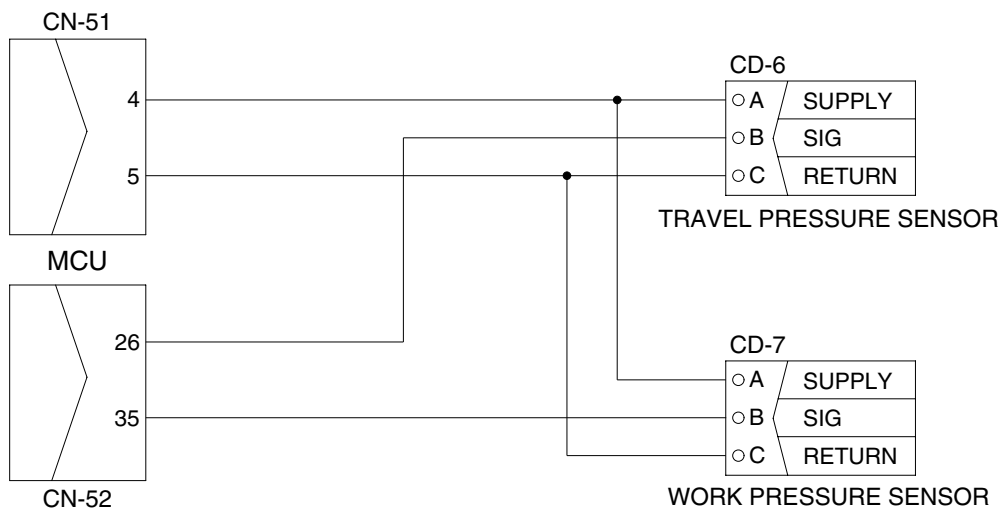 CN-51
4
5
MCU
26
35
CN-52
CD-6
A SUPPLY
B SIG
C RETURN
TRAVEL PRESSURE SENSOR
CD-7
A SUPPLY
B SIG
C RETURN
WORK PRESSURE SENSOR